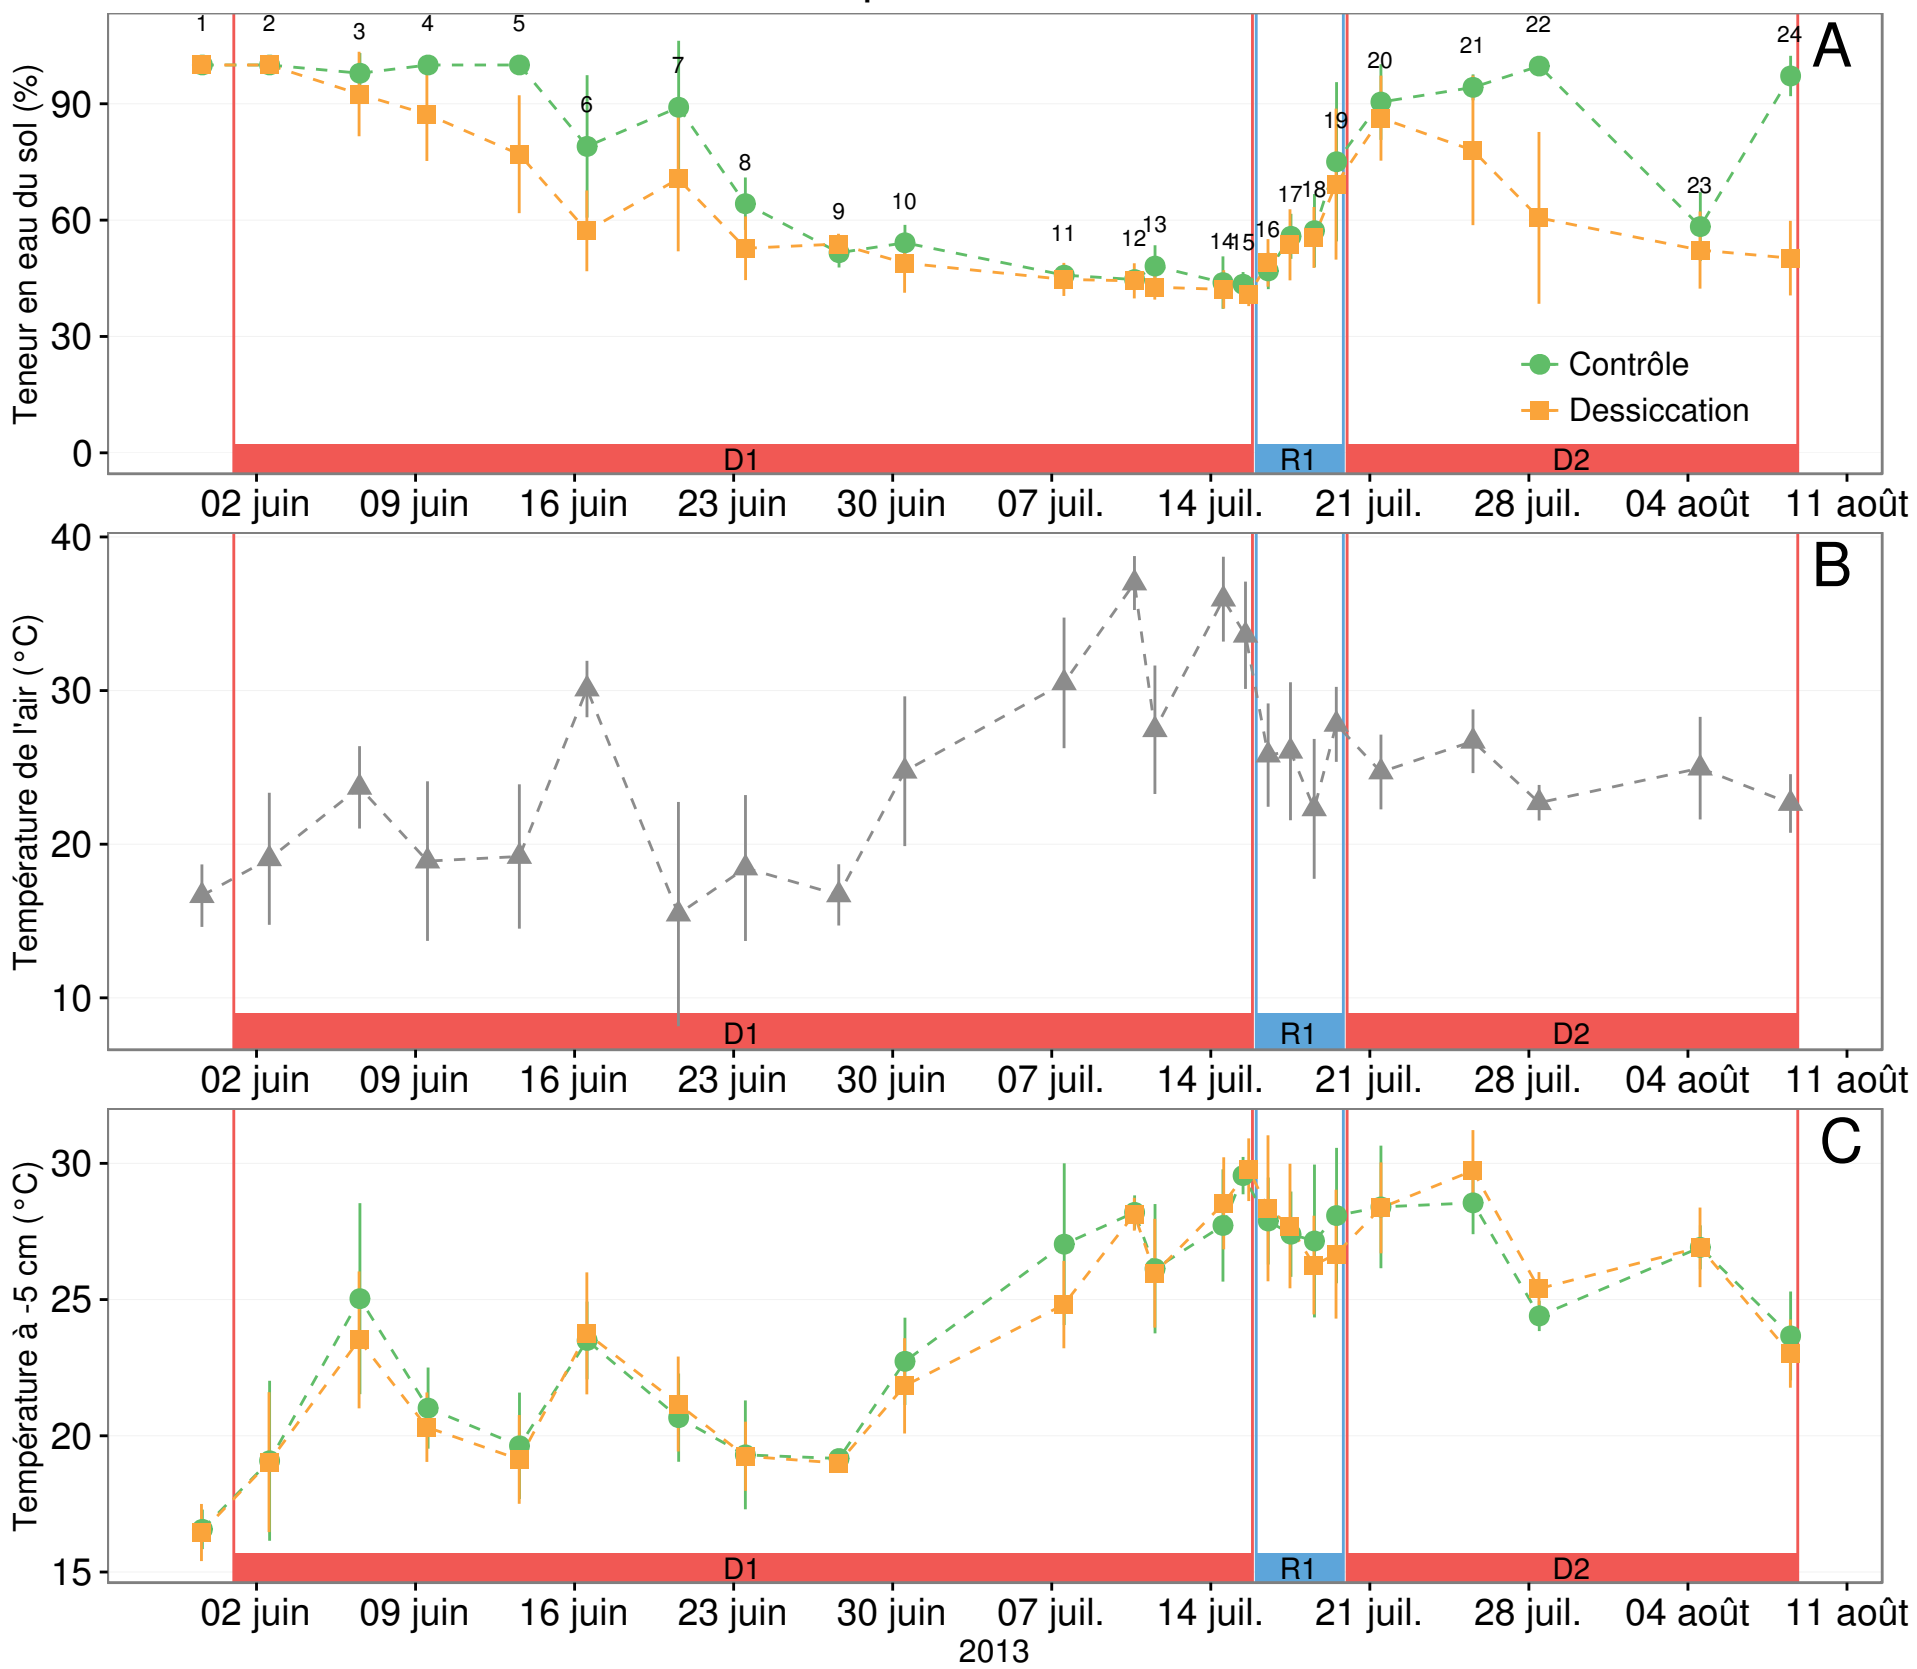 1 2 3 4 5 6 7 8 9 10 11 12 13 14 15 16 17 18 19 20 21 22 23 24
A
Teneur en eau du sol (%)
90
60
30
0
Contrôle
Dessiccation
D1 R1 D2
02 juin 09 juin 16 juin 23 juin 30 juin 07 juil. 14 juil. 21 juil. 28 juil. 04 août 11 août
B
Température de l'air (°C)
40
30
20
10
D1 R1 D2
02 juin 09 juin 16 juin 23 juin 30 juin 07 juil. 14 juil. 21 juil. 28 juil. 04 août 11 août
C
Température à -5 cm (°C)
30
25
20
15
D1 R1 D2
02 juin 09 juin 16 juin 23 juin 30 juin 07 juil. 14 juil. 21 juil. 28 juil. 04 août 11 août
2013